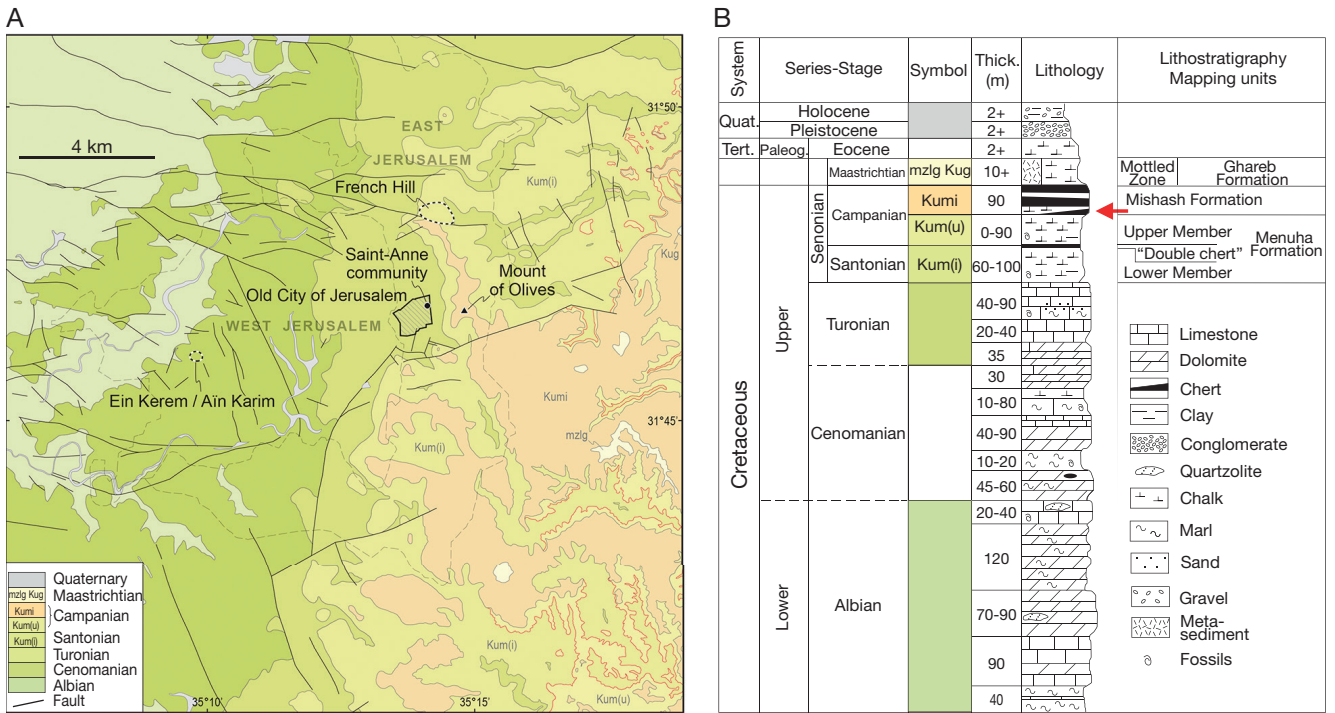 A
31°50'
EAST
JERUSALEM
4 km
French Hill
Kum(i)
Kug
Saint-Anne
community
Mount
of Olives
Old City of Jerusalem
WEST JERUSALEM
Ein Kerem / Aïn Karim
Kumi
31°45'
Kum(i)
mzlg
Kum(u)
35°10'
35°15'
Quaternary
mzlg Kug Maastrichtian
Kumi Campanian
Kum(u)
Kum(i) Santonian
Turonian
Cenomanian
Albian
Fault
B
System
Series-Stage
Symbol
Thick.
(m)
Lithology
Lithostratigraphy
Mapping units
Quat.
Holocene
2+
Pleistocene
2+
Tert.
Paleog.
Eocene
2+
Maastrichtian
mzlg Kug
10+
Mottled
Zone
Ghareb
Formation
Cretaceous
Upper
Senonian
Campanian
Kumi
90
Mishash Formation
Kum(u)
0-90
Upper Member
Menuha
Formation
"Double chert"
Santonian
Kum(i)
60-100
Lower Member
Turonian
40-90
20-40
35
Cenomanian
30
10-80
40-90
10-20
45-60
Lower
Albian
20-40
120
70-90
90
40
Limestone
Dolomite
Chert
Clay
Conglomerate
Quartzolite
Chalk
Marl
Sand
Gravel
Meta-
sediment
Fossils